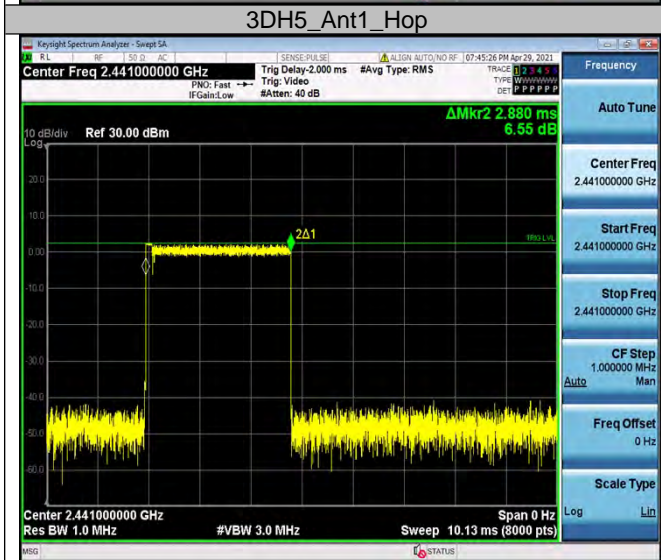 3DH5_Ant1_Hop
Keysight Spectrum Analyzer - Swept SA
RL RF 50 Ω AC SENSE:PULSE ALIGN AUTO/NO RF 07:45:26 PM Apr 29, 2021
Center Freq 2.441000000 GHz
PNO: Fast
IFGain:Low
Trig Delay-2.000 ms
Trig: Video
#Atten: 40 dB
#Avg Type: RMS
TRACE 1 2 3 4 5 6
TYPE W
DET P P P P P P
ΔMkr2 2.880 ms
6.55 dB
10 dB/div Ref 30.00 dBm
Log
20.0
10.0
0.00
-10.0
-20.0
-30.0
-40.0
-50.0
-60.0
2Δ1
TRIG LVL
Center 2.441000000 GHz Span 0 Hz
Res BW 1.0 MHz #VBW 3.0 MHz Sweep 10.13 ms (8000 pts)
MSG STATUS
Frequency
Auto Tune
Center Freq
2.441000000 GHz
Start Freq
2.441000000 GHz
Stop Freq
2.441000000 GHz
CF Step
1.000000 MHz
Auto Man
Freq Offset
0 Hz
Scale Type
Log Lin